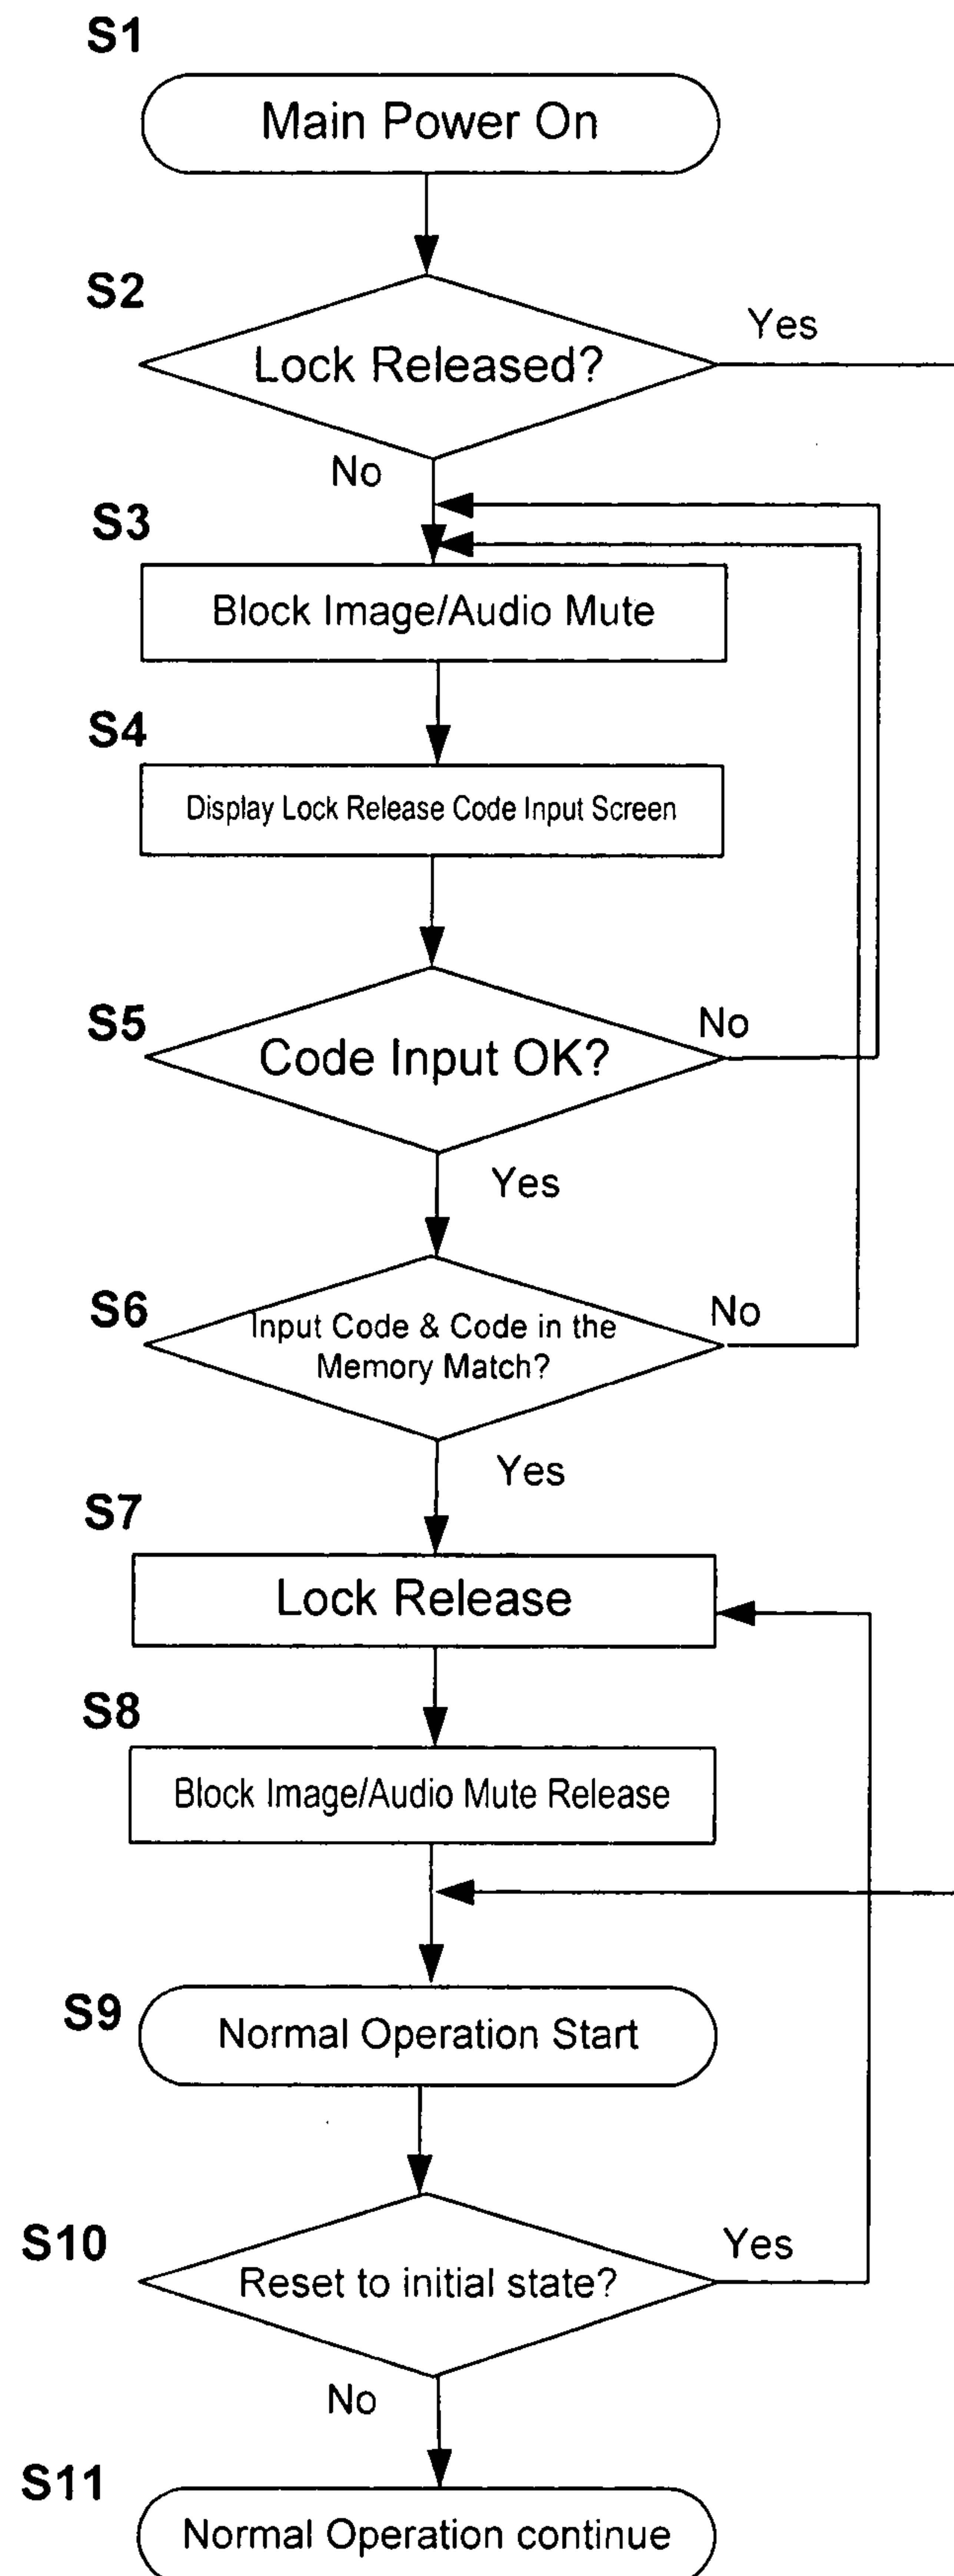 S1
Main Power On
S2
Lock Released?
Yes
No
S3
Block Image/Audio Mute
S4
Display Lock Release Code Input Screen
S5
Code Input OK?
No
Yes
S6
Input Code & Code in the
Memory Match?
No
Yes
S7
Lock Release
S8
Block Image/Audio Mute Release
S9
Normal Operation Start
S10
Reset to initial state?
Yes
No
S11
Normal Operation continue